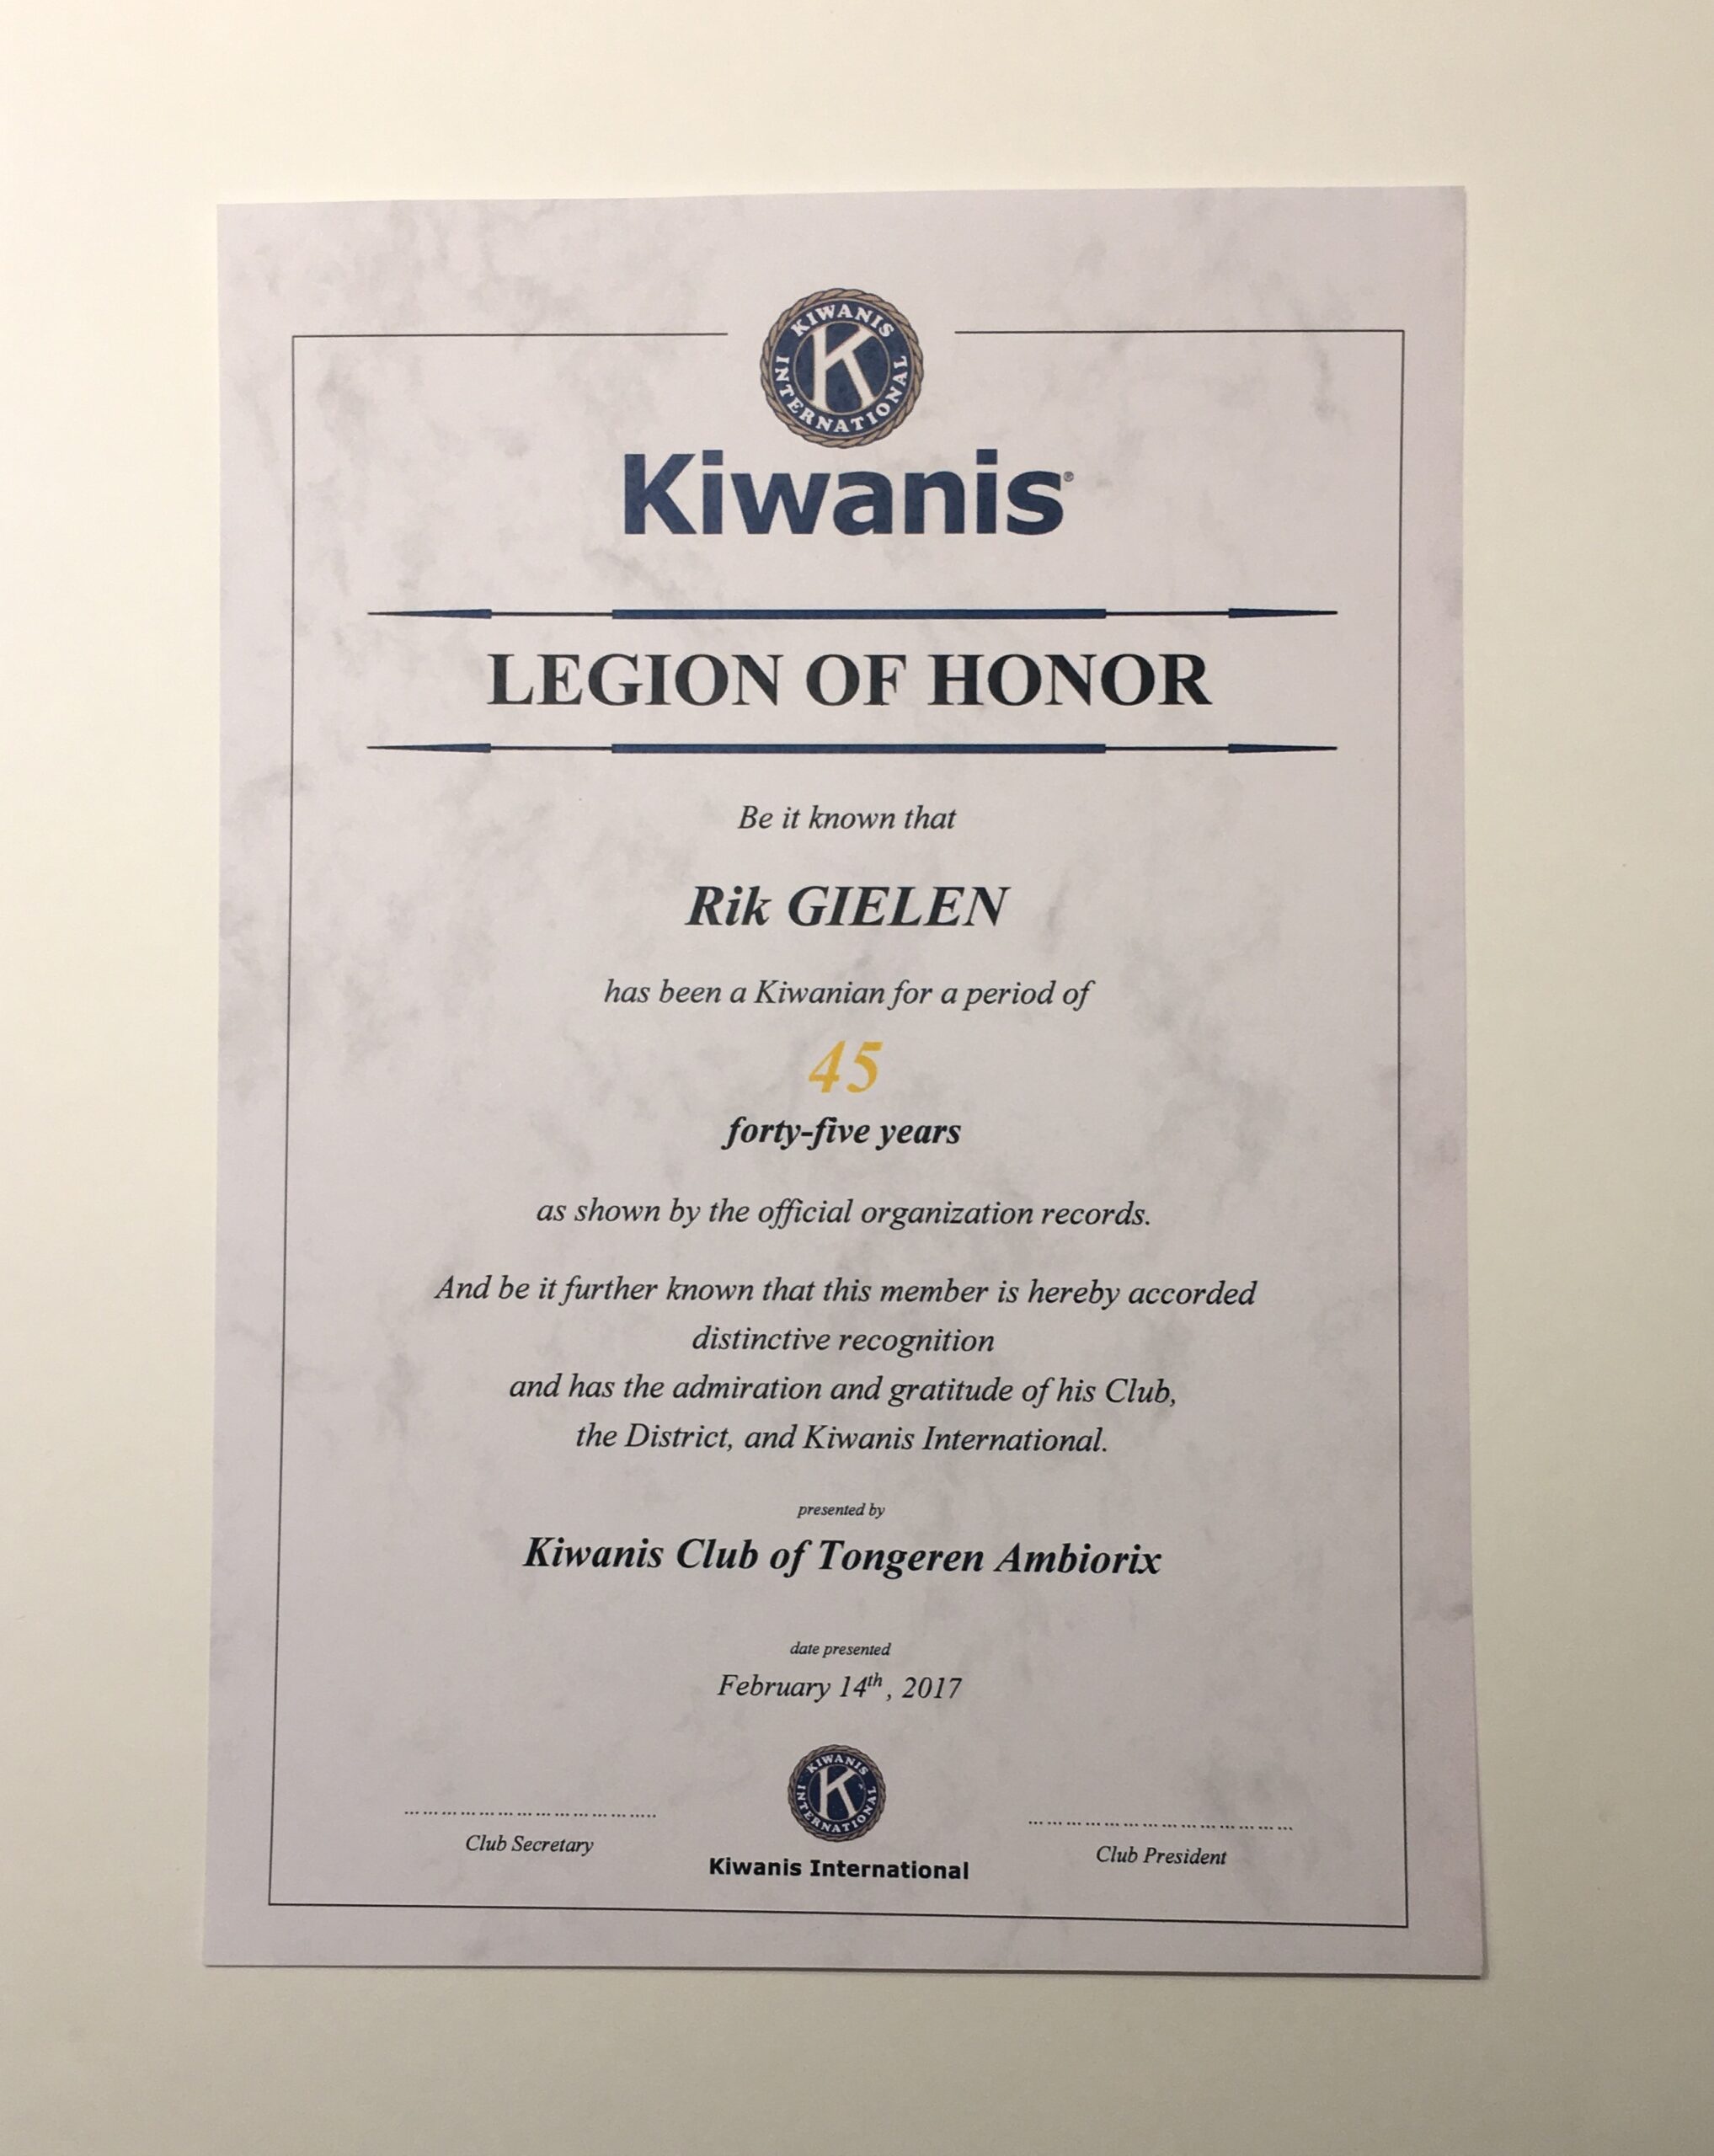 KIWANIS
INTERNATIONAL
K
Kiwanis®
LEGION OF HONOR
Be it known that
Rik GIELEN
has been a Kiwanian for a period of
45
forty-five years
as shown by the official organization records.
And be it further known that this member is hereby accorded
distinctive recognition
and has the admiration and gratitude of his Club,
the District, and Kiwanis International.
presented by
Kiwanis Club of Tongeren Ambiorix
date presented
February 14th, 2017
KIWANIS
INTERNATIONAL
K
Club Secretary
Kiwanis International
Club President